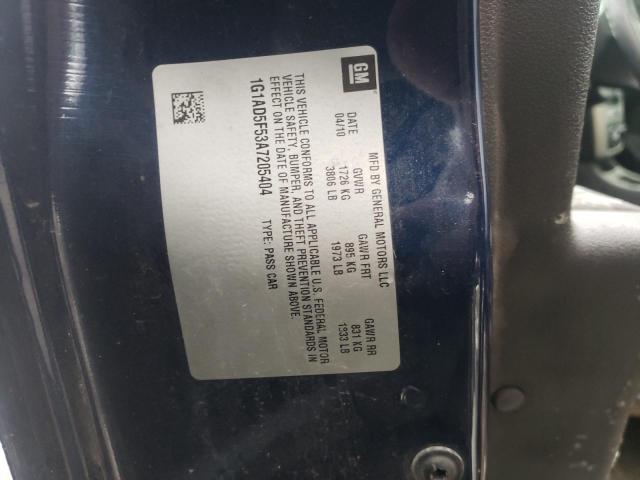 GM
MFD BY GENERAL MOTORS LLC
DATE GVWR GAWR FRT GAWR RR
04/10 1726 KG 895 KG 831 KG
3806 LB 1973 LB 1833 LB
THIS VEHICLE CONFORMS TO ALL APPLICABLE U.S. FEDERAL MOTOR
VEHICLE SAFETY, BUMPER, AND THEFT PREVENTION STANDARDS IN
EFFECT ON THE DATE OF MANUFACTURE SHOWN ABOVE.
1G1AD5F53A7205404 TYPE: PASS CAR